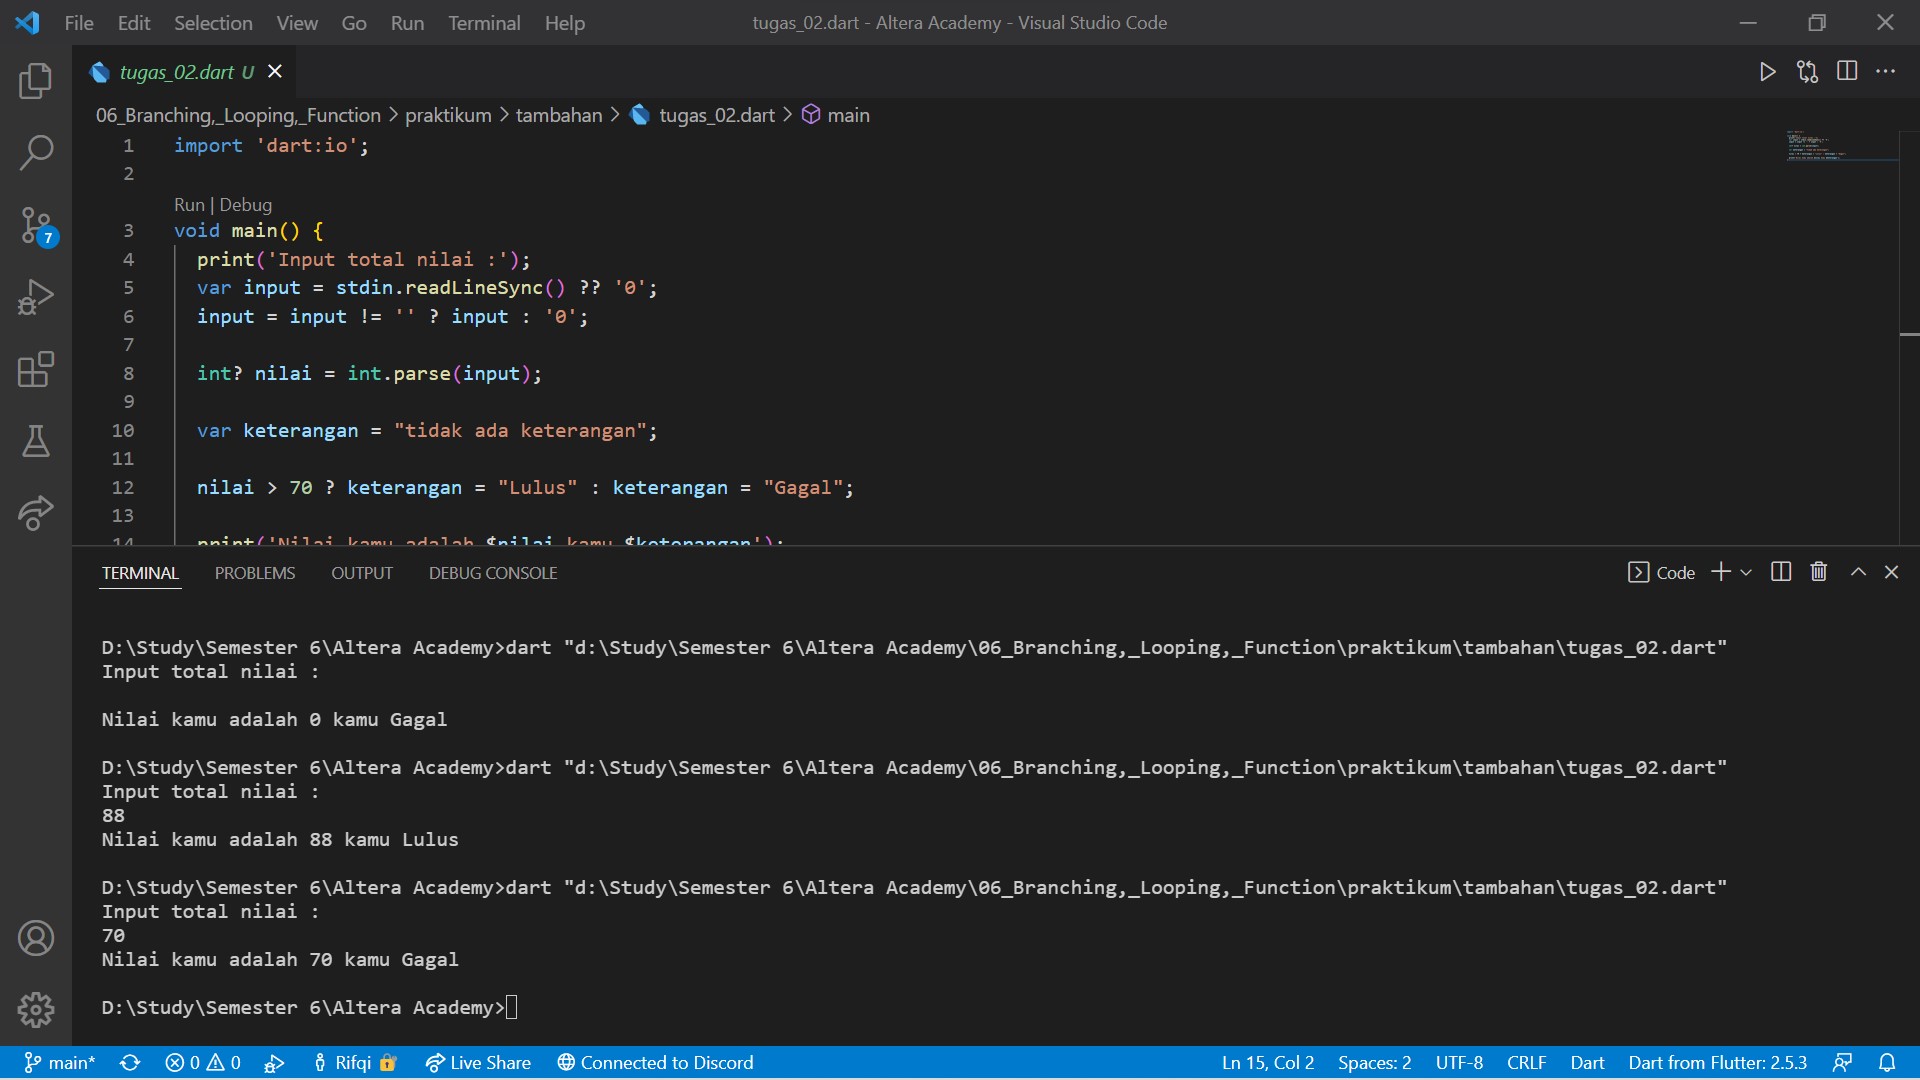 File Edit Selection View Go Run Terminal Help tugas_02.dart - Altera Academy - Visual Studio Code
tugas_02.dart U
06_Branching,_Looping,_Function > praktikum > tambahan > tugas_02.dart > main
1 import 'dart:io';
2
Run | Debug
3 void main() {
4 print('Input total nilai :');
5 var input = stdin.readLineSync() ?? '0';
6 input = input != '' ? input : '0';
7
8 int? nilai = int.parse(input);
9
10 var keterangan = "tidak ada keterangan";
11
12 nilai > 70 ? keterangan = "Lulus" : keterangan = "Gagal";
13
14 print('Nilai kamu adalah $nilai kamu $keterangan');
7
TERMINAL PROBLEMS OUTPUT DEBUG CONSOLE Code
D:\Study\Semester 6\Altera Academy>dart "d:\Study\Semester 6\Altera Academy\06_Branching,_Looping,_Function\praktikum\tambahan\tugas_02.dart"
Input total nilai :
Nilai kamu adalah 0 kamu Gagal
D:\Study\Semester 6\Altera Academy>dart "d:\Study\Semester 6\Altera Academy\06_Branching,_Looping,_Function\praktikum\tambahan\tugas_02.dart"
Input total nilai :
88
Nilai kamu adalah 88 kamu Lulus
D:\Study\Semester 6\Altera Academy>dart "d:\Study\Semester 6\Altera Academy\06_Branching,_Looping,_Function\praktikum\tambahan\tugas_02.dart"
Input total nilai :
70
Nilai kamu adalah 70 kamu Gagal
D:\Study\Semester 6\Altera Academy>
main* 0 0 Rifqi Live Share Connected to Discord Ln 15, Col 2 Spaces: 2 UTF-8 CRLF Dart Dart from Flutter: 2.5.3